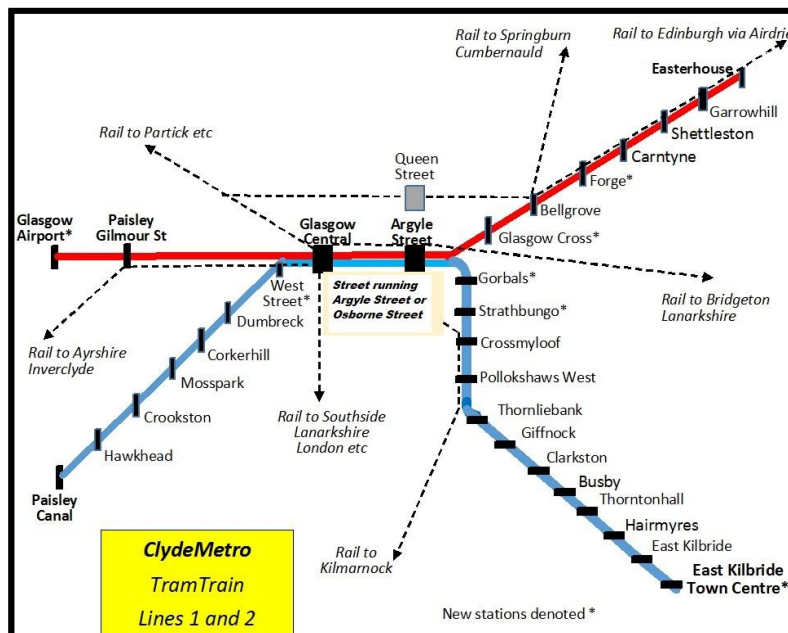 Rail to Springburn
Cumbernauld
Rail to Edinburgh via Airdrie
Easterhouse
Garrowhill
Shettleston
Carntyne
Forge*
Bellgrove
Glasgow Cross*
Rail to Partick etc
Queen
Street
Glasgow
Airport*
Paisley
Gilmour St
Glasgow
Central
Argyle
Street
West
Street*
Street running
Argyle Street or
Osborne Street
Gorbals*
Strathbungo*
Crossmyloof
Pollokshaws West
Rail to Bridgeton
Lanarkshire
Dumbreck
Corkerhill
Mosspark
Crookston
Hawkhead
Paisley
Canal
Rail to Ayrshire
Inverclyde
Rail to Southside
Lanarkshire
London etc
Thornliebank
Giffnock
Clarkston
Busby
Thorntonhall
Hairmyres
East Kilbride
East Kilbride
Town Centre*
Rail to
Kilmarnock
ClydeMetro
TramTrain
Lines 1 and 2
New stations denoted *